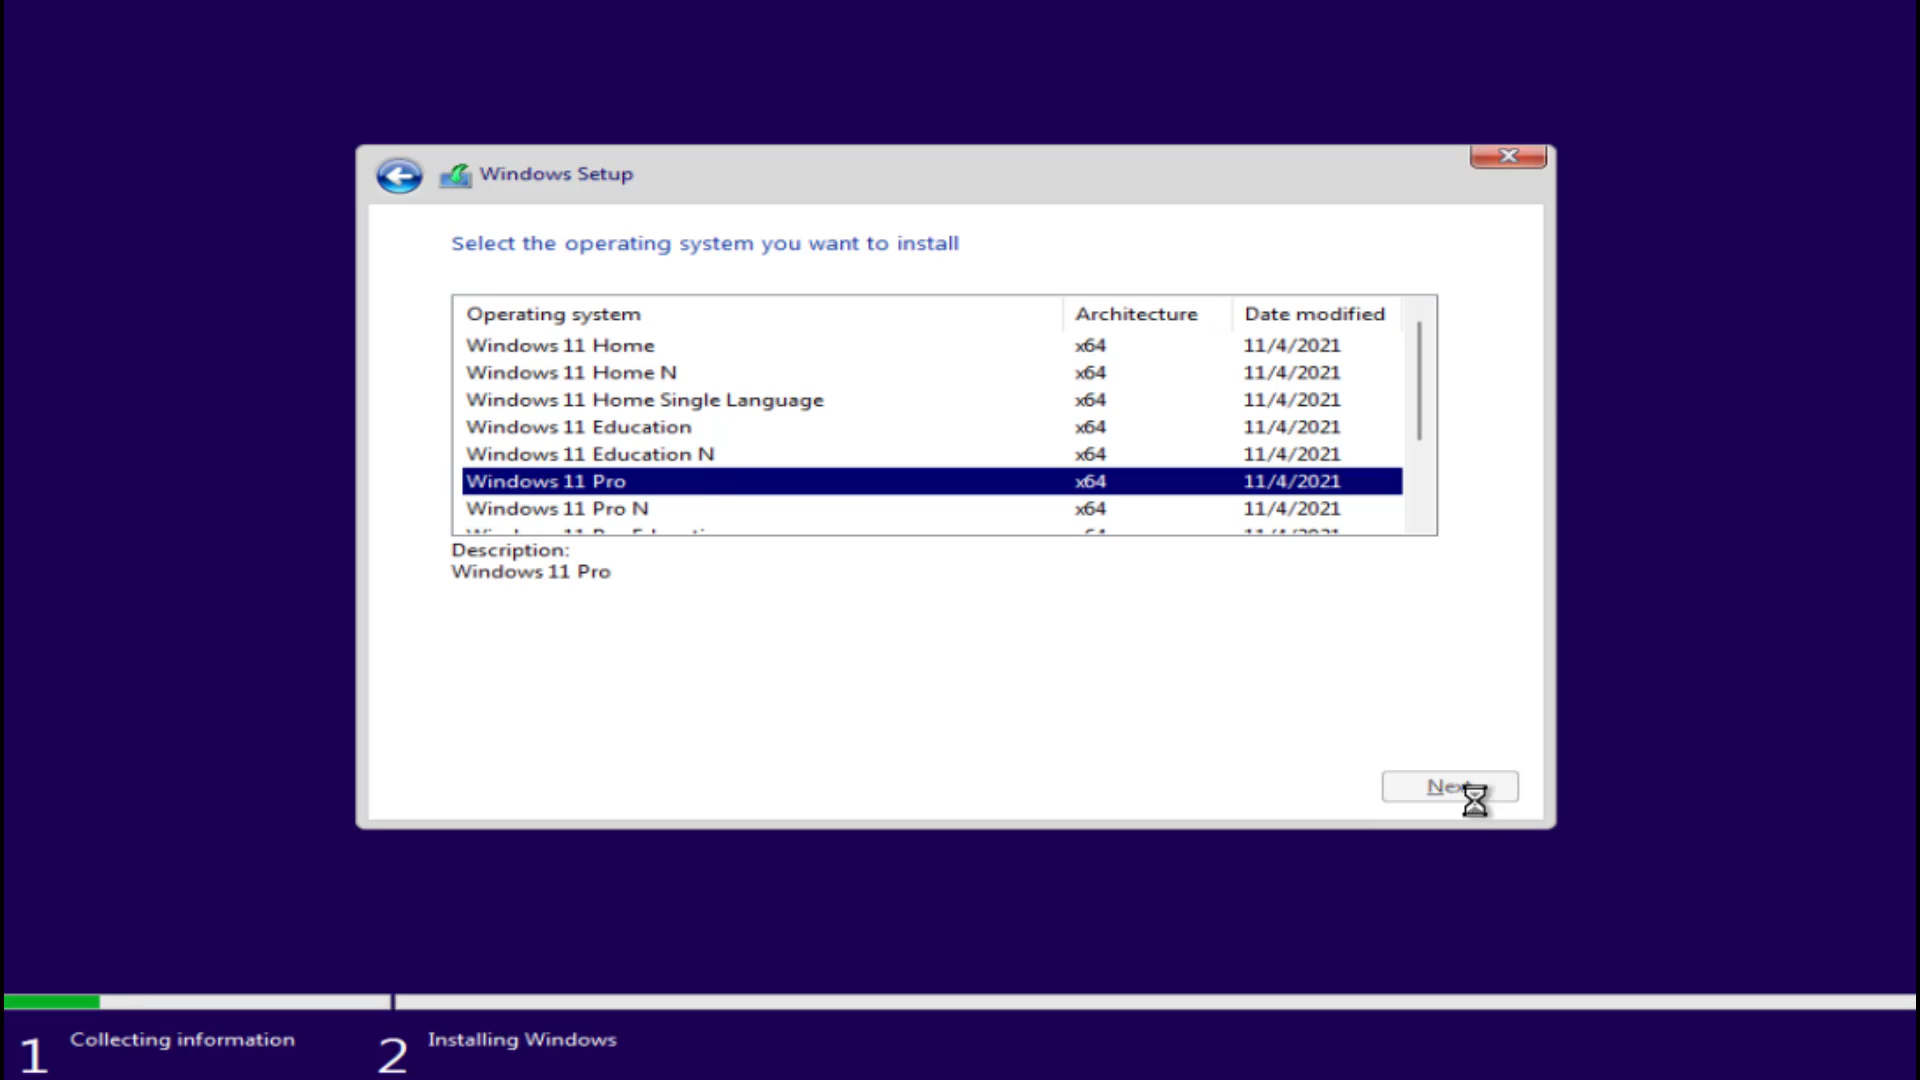 Windows Setup
Select the operating system you want to install
Operating system Architecture Date modified
Windows 11 Home x64 11/4/2021
Windows 11 Home N x64 11/4/2021
Windows 11 Home Single Language x64 11/4/2021
Windows 11 Education x64 11/4/2021
Windows 11 Education N x64 11/4/2021
Windows 11 Pro x64 11/4/2021
Windows 11 Pro N x64 11/4/2021
Description:
Windows 11 Pro
1 Collecting information 2 Installing Windows